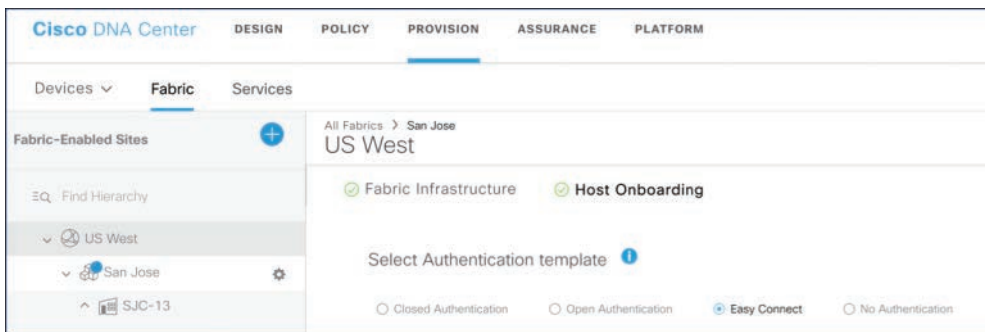 Cisco DNA Center DESIGN POLICY PROVISION ASSURANCE PLATFORM
Devices Fabric Services
Fabric-Enabled Sites
All Fabrics > San Jose
US West
Find Hierarchy
Fabric Infrastructure Host Onboarding
US West
San Jose
SJC-13
Select Authentication template i
Closed Authentication Open Authentication Easy Connect No Authentication